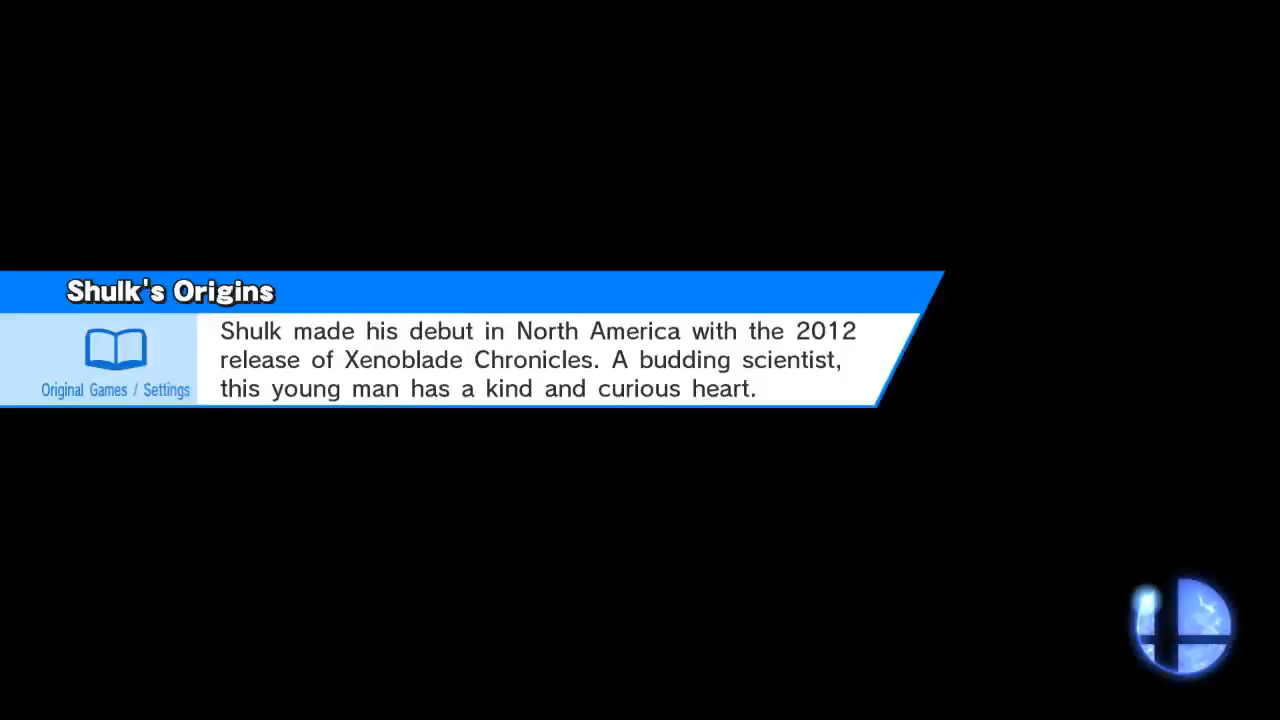 Shulk's Origins
Shulk made his debut in North America with the 2012
release of Xenoblade Chronicles. A budding scientist,
this young man has a kind and curious heart.
Original Games / Settings